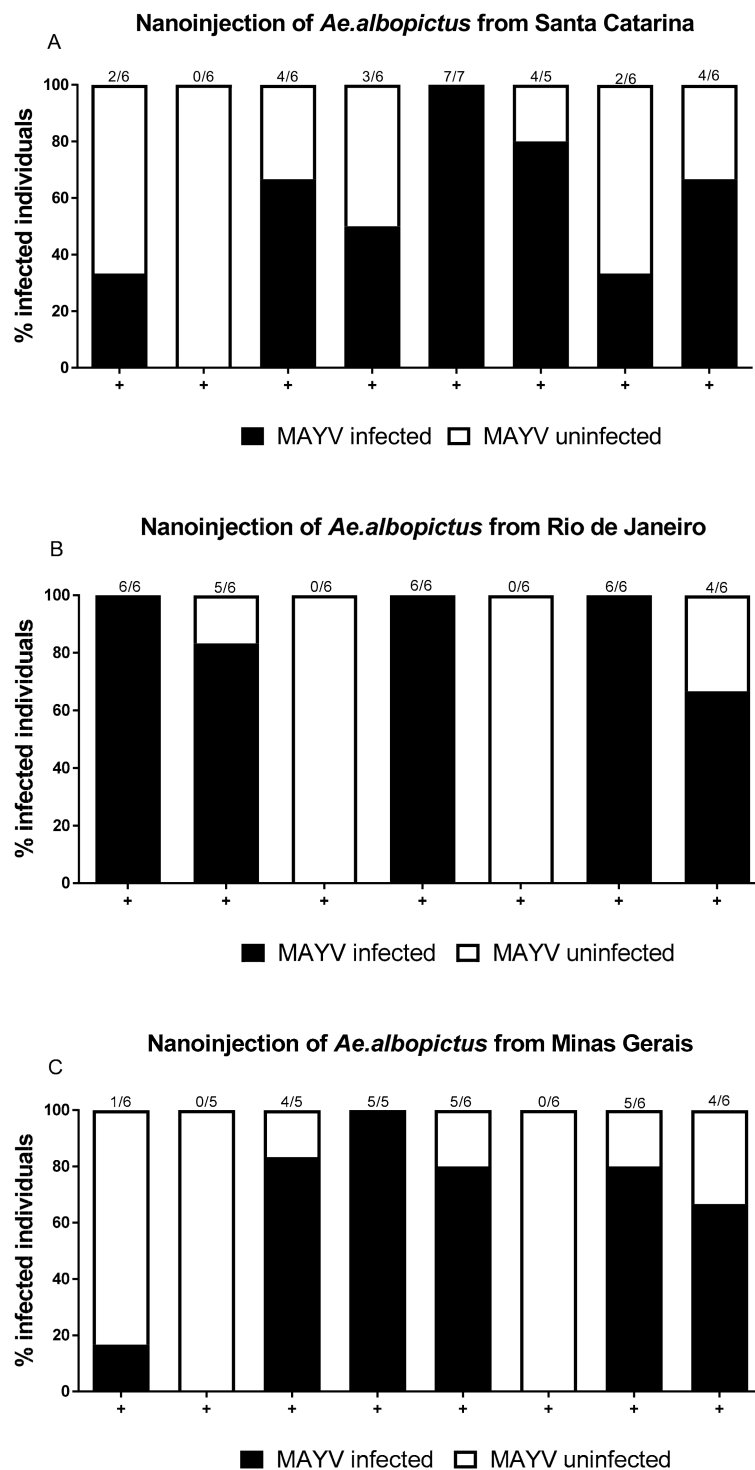 Nanoinjection of Ae.albopictus from Santa Catarina
A
2/6 0/6 4/6 3/6 7/7 4/5 2/6 4/6
100
80
60
40
20
0
% infected individuals
+ + + + + + + +
MAYV infected MAYV uninfected
Nanoinjection of Ae.albopictus from Rio de Janeiro
B
6/6 5/6 0/6 6/6 0/6 6/6 4/6
100
80
60
40
20
0
% infected individuals
+ + + + + + +
MAYV infected MAYV uninfected
Nanoinjection of Ae.albopictus from Minas Gerais
C
1/6 0/5 4/5 5/5 5/6 0/6 5/6 4/6
100
80
60
40
20
0
% infected individuals
+ + + + + + + +
MAYV infected MAYV uninfected